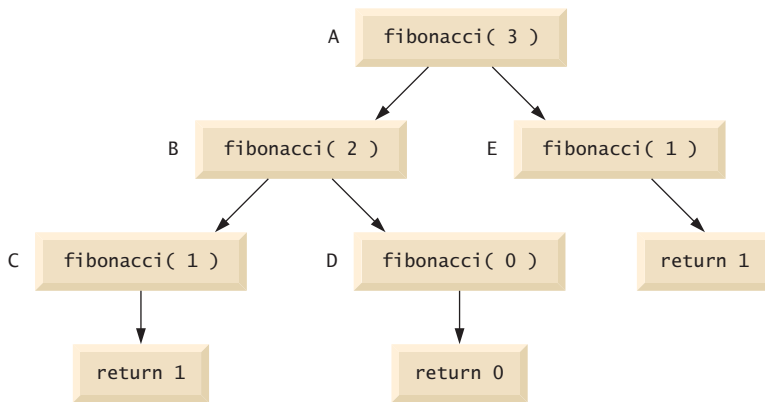 A fibonacci( 3 )
B fibonacci( 2 )
E fibonacci( 1 )
C fibonacci( 1 )
D fibonacci( 0 )
return 1
return 1
return 0